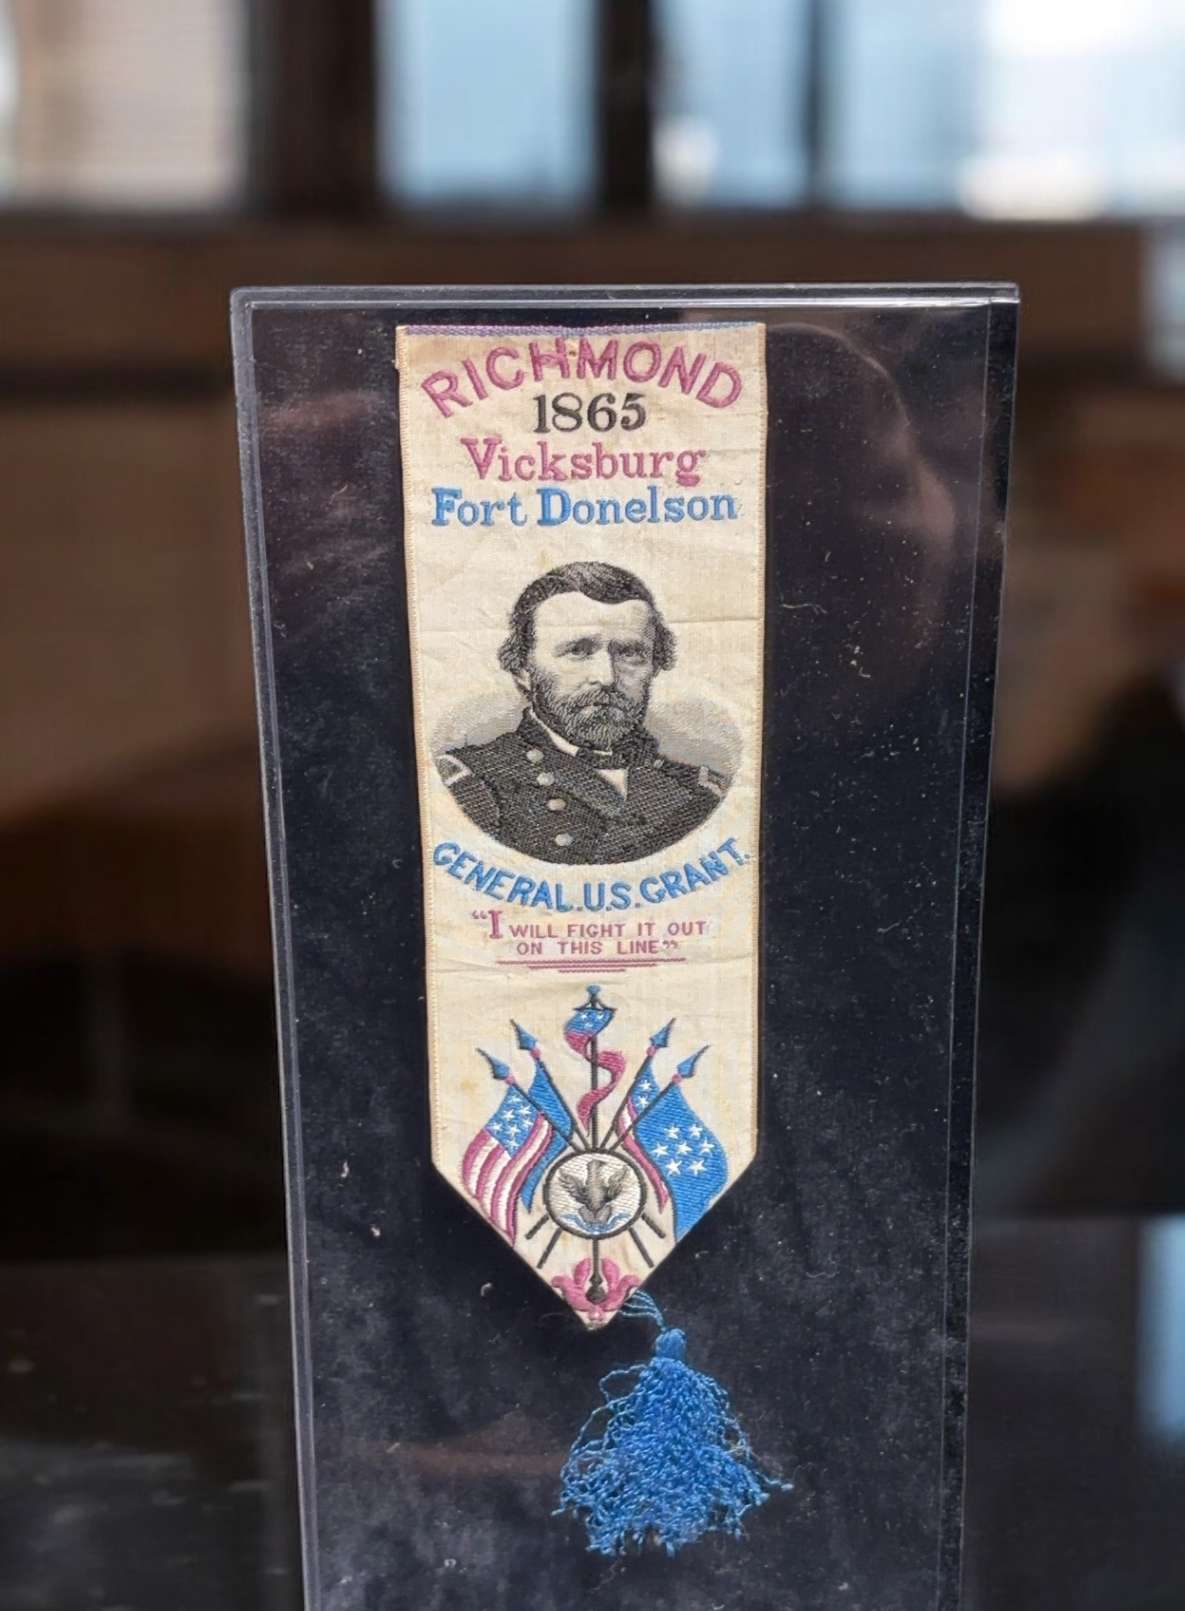 RICHMOND
1865
Vicksburg
Fort Donelson
GENERAL.U.S.GRANT.
"I WILL FIGHT IT OUT
ON THIS LINE"